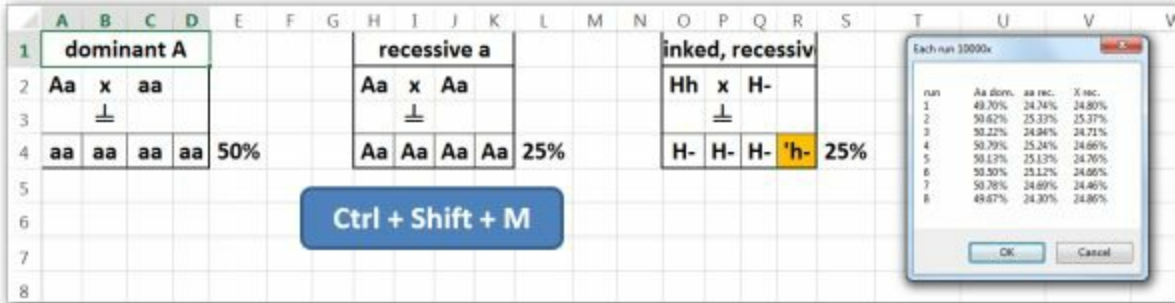 A B C D E F G H I J K L M N O P Q R S T U V
1 dominant A recessive a inked, recessiv
2 Aa x aa Aa x Aa Hh x H-
3 ┴ ┴ ┴
4 aa aa aa aa 50% Aa Aa Aa Aa 25% H- H- H- 'h- 25%
5
6
7
8
Ctrl + Shift + M
Each run 10000x
run Aa dom. aa rec. X rec.
1 49.70% 24.74% 24.80%
2 50.62% 25.33% 25.37%
3 50.22% 24.94% 24.71%
4 50.79% 25.24% 24.66%
5 50.13% 25.13% 24.76%
6 50.50% 25.12% 24.66%
7 50.78% 24.69% 24.46%
8 49.67% 24.30% 24.86%
OK Cancel